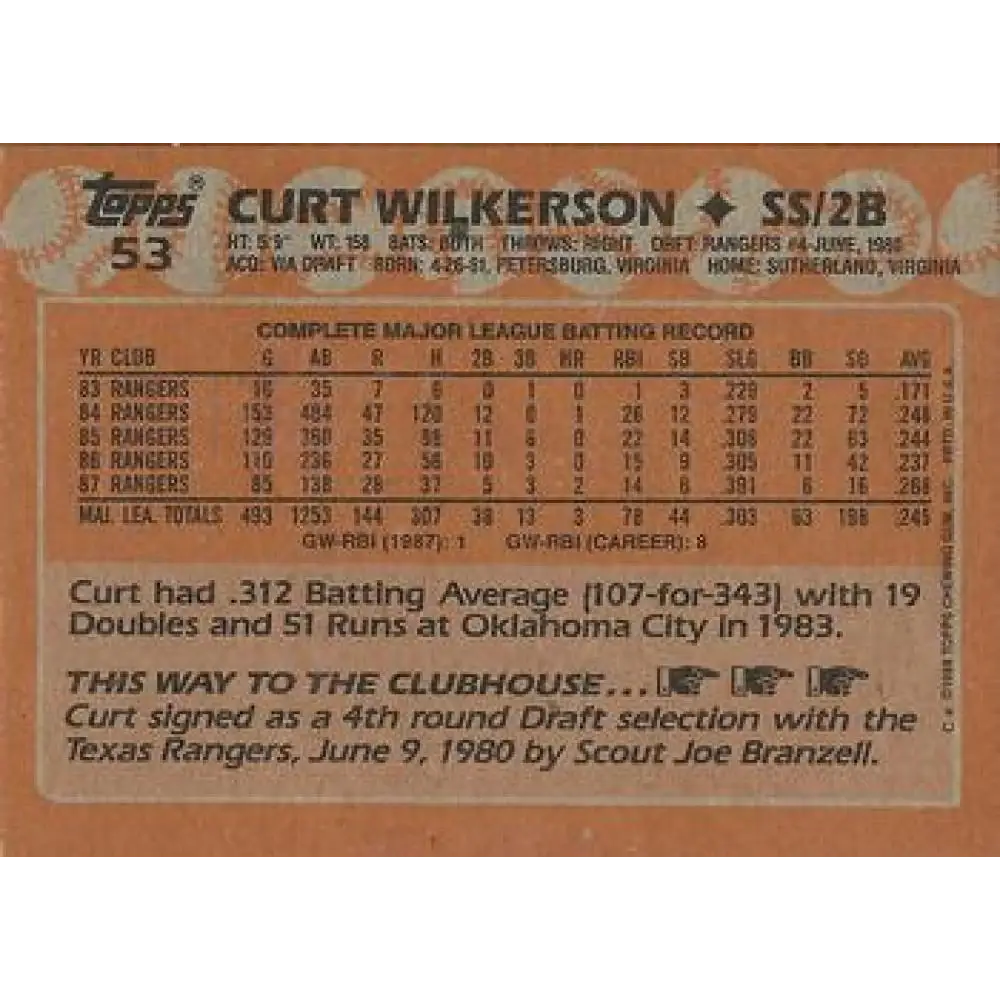 Topps® CURT WILKERSON ✦ SS/2B
53 HT: 5'9" WT: 158 BATS: BOTH THROWS: RIGHT DRFT: RANGERS #4-JUNE, 1980
ACQ: VIA DRAFT BORN: 4-26-61, PETERSBURG, VIRGINIA HOME: SUTHERLAND, VIRGINIA
COMPLETE MAJOR LEAGUE BATTING RECORD
YR CLUB G AB R H 2B 3B HR RBI SB SLG BB SO AVG
83 RANGERS 16 35 7 6 0 1 0 1 3 .229 2 5 .171
84 RANGERS 153 484 47 120 12 0 1 26 12 .279 22 72 .248
85 RANGERS 129 360 35 88 11 6 0 22 14 .308 22 63 .244
86 RANGERS 110 236 27 56 10 3 0 15 9 .305 11 42 .237
87 RANGERS 85 138 28 37 5 3 2 14 6 .391 6 16 .268
MAJ. LEA. TOTALS 493 1253 144 307 38 13 3 78 44 .303 63 198 .245
GW-RBI (1987): 1 GW-RBI (CAREER): 8
Curt had .312 Batting Average (107-for-343) with 19
Doubles and 51 Runs at Oklahoma City in 1983.
THIS WAY TO THE CLUBHOUSE...
Curt signed as a 4th round Draft selection with the
Texas Rangers, June 9, 1980 by Scout Joe Branzell.
C. * ©1988 TOPPS CHEWING GUM, INC. PRTD. IN U.S.A.